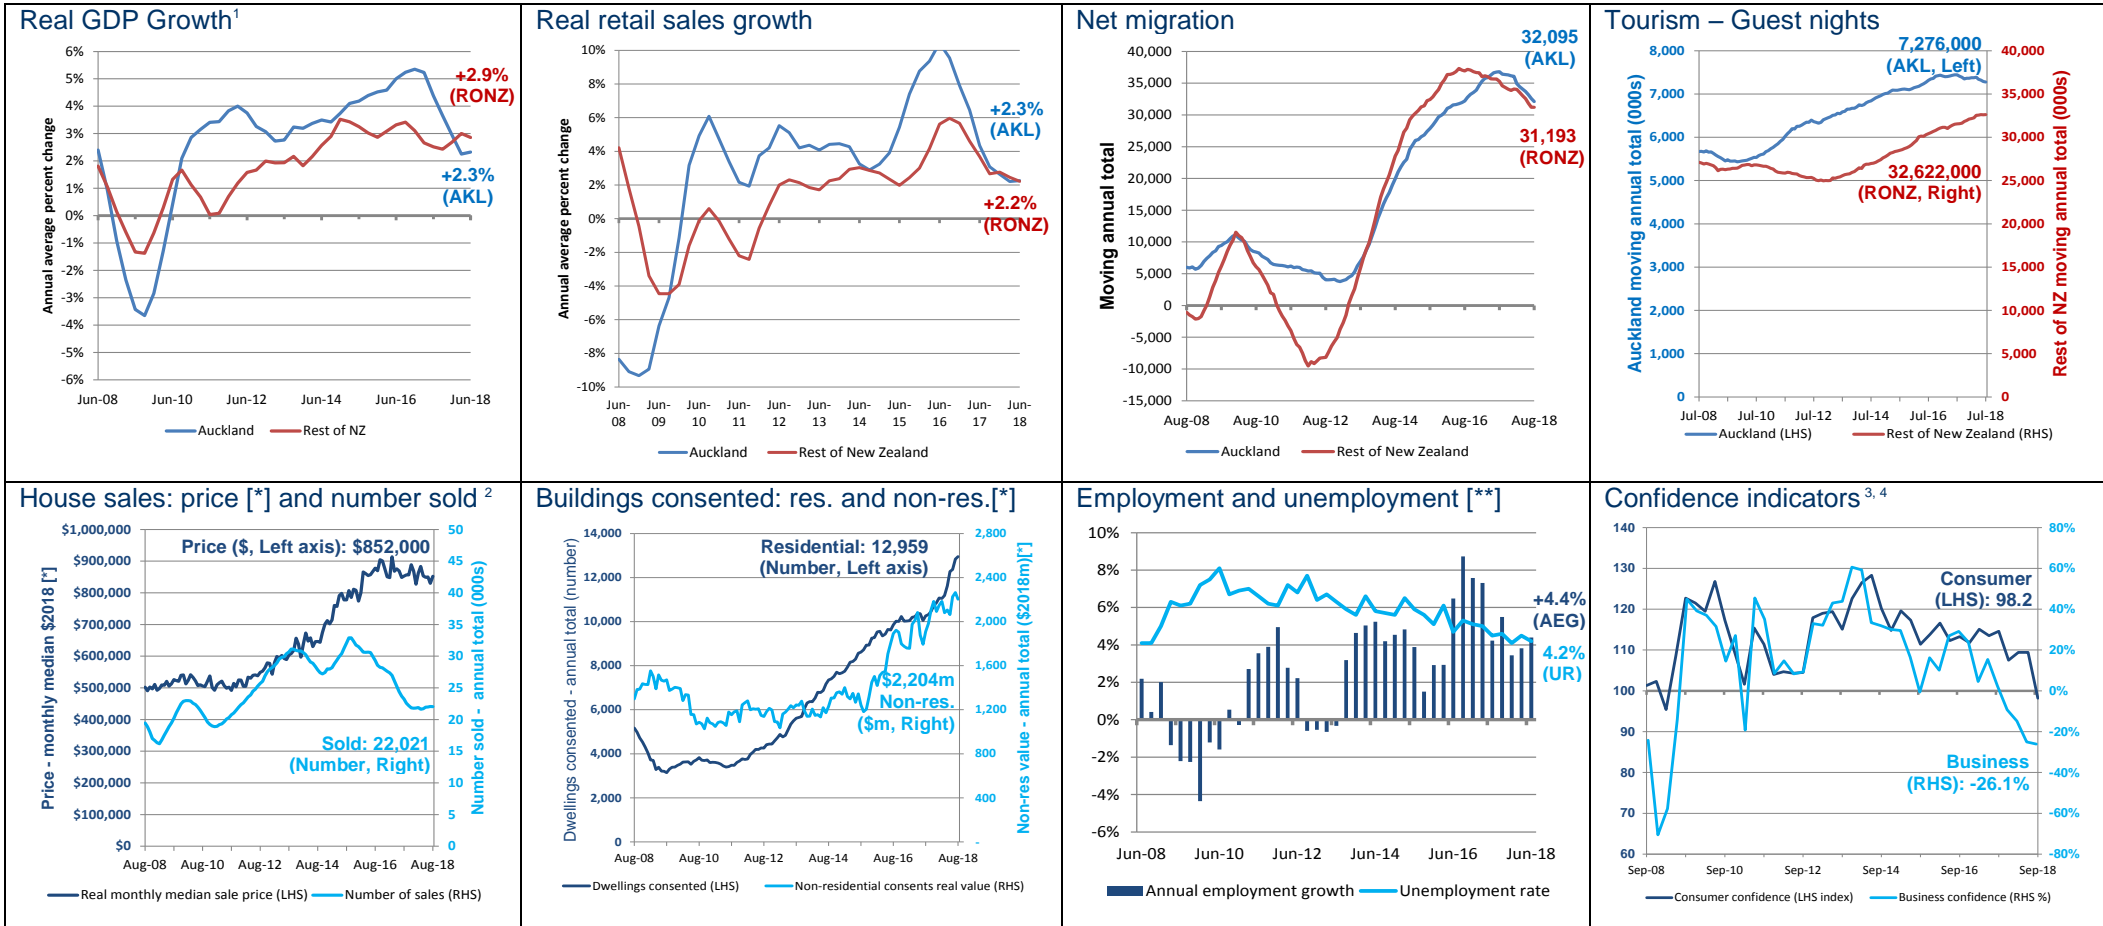 Real GDP Growth1
6%
5%
4%
3%
2%
1%
0%
-1%
-2%
-3%
-4%
-5%
-6%
Annual average percent change
+2.9%
(RONZ)
+2.3%
(AKL)
Jun-08 Jun-10 Jun-12 Jun-14 Jun-16 Jun-18
Auckland Rest of NZ
Real retail sales growth
10%
8%
6%
4%
2%
0%
-2%
-4%
-6%
-8%
-10%
Annual average percent change
+2.3%
(AKL)
+2.2%
(RONZ)
Jun- Jun- Jun- Jun- Jun- Jun- Jun- Jun- Jun- Jun- Jun-
08 09 10 11 12 13 14 15 16 17 18
Auckland Rest of New Zealand
Net migration
40,000
35,000
30,000
25,000
20,000
15,000
10,000
5,000
0
-5,000
-10,000
-15,000
Moving annual total
32,095
(AKL)
31,193
(RONZ)
Aug-08 Aug-10 Aug-12 Aug-14 Aug-16 Aug-18
Auckland Rest of New Zealand
Tourism – Guest nights
8,000
7,000
6,000
5,000
4,000
3,000
2,000
1,000
0
Auckland moving annual total (000s)
7,276,000
(AKL, Left)
32,622,000
(RONZ, Right)
40,000
35,000
30,000
25,000
20,000
15,000
10,000
5,000
0
Rest of NZ moving annual total (000s)
Jul-08 Jul-10 Jul-12 Jul-14 Jul-16 Jul-18
Auckland (LHS) Rest of New Zealand (RHS)
House sales: price [*] and number sold 2
$1,000,000
$900,000
$800,000
$700,000
$600,000
$500,000
$400,000
$300,000
$200,000
$100,000
$0
Price - monthly median $2018 [*]
Price ($, Left axis): $852,000
Sold: 22,021
(Number, Right)
50
45
40
35
30
25
20
15
10
5
0
Number sold - annual total (000s)
Aug-08 Aug-10 Aug-12 Aug-14 Aug-16 Aug-18
Real monthly median sale price (LHS) Number of sales (RHS)
Buildings consented: res. and non-res.[*]
14,000
12,000
10,000
8,000
6,000
4,000
2,000
0
Dwellings consented - annual total (number)
Residential: 12,959
(Number, Left axis)
$2,204m
Non-res.
($m, Right)
2,800
2,400
2,000
1,600
1,200
800
400
-
Non-res value - annual total ($2018m)[*]
Aug-08 Aug-10 Aug-12 Aug-14 Aug-16 Aug-18
Dwellings consented (LHS) Non-residential consents real value (RHS)
Employment and unemployment [**]
10%
8%
6%
4%
2%
0%
-2%
-4%
-6%
+4.4%
(AEG)
4.2%
(UR)
Jun-08 Jun-10 Jun-12 Jun-14 Jun-16 Jun-18
Annual employment growth Unemployment rate
Confidence indicators 3, 4
140
130
120
110
100
90
80
70
60
Consumer
(LHS): 98.2
Business
(RHS): -26.1%
80%
60%
40%
20%
0%
-20%
-40%
-60%
-80%
Sep-08 Sep-10 Sep-12 Sep-14 Sep-16 Sep-18
Consumer confidence (LHS index) Business confidence (RHS %)